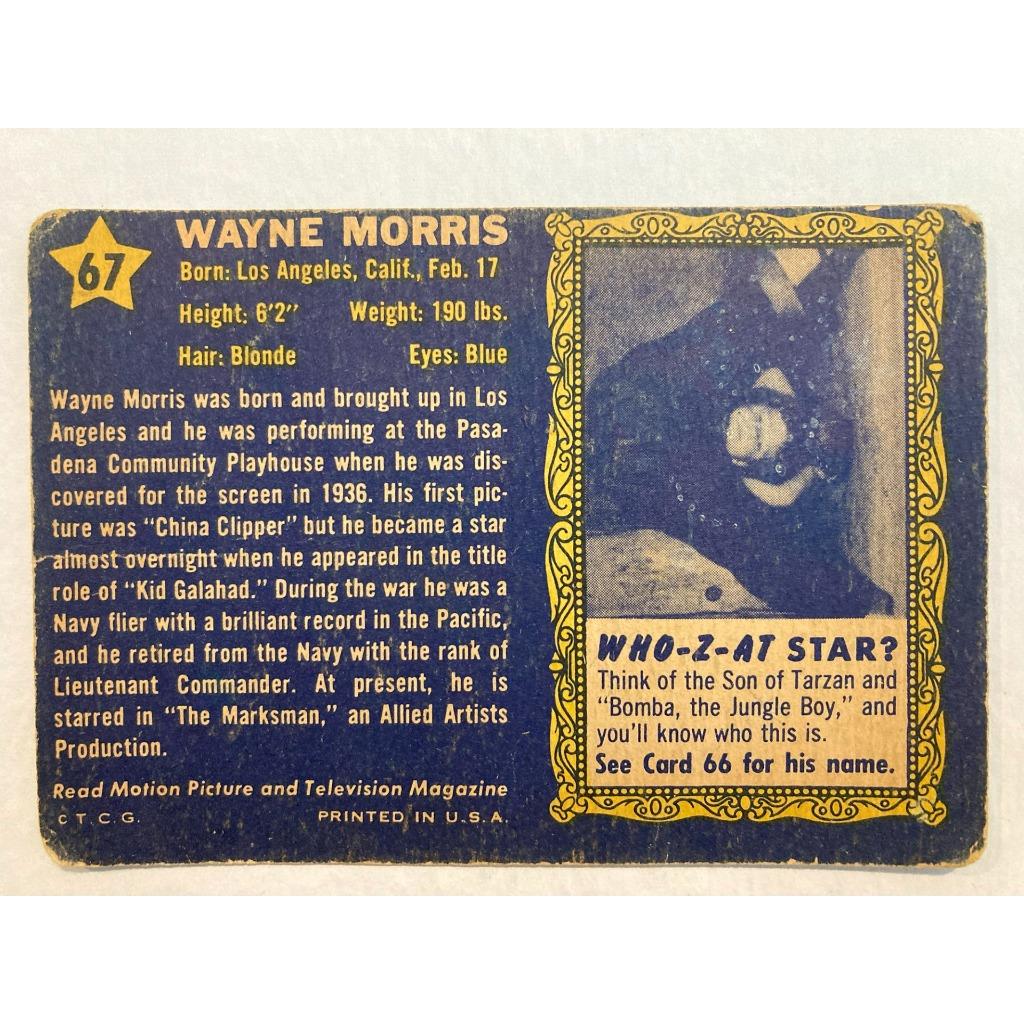 67
WAYNE MORRIS
Born: Los Angeles, Calif., Feb. 17
Height: 6'2" Weight: 190 lbs.
Hair: Blonde Eyes: Blue
Wayne Morris was born and brought up in Los
Angeles and he was performing at the Pasa-
dena Community Playhouse when he was dis-
covered for the screen in 1936. His first pic-
ture was "China Clipper" but he became a star
almost overnight when he appeared in the title
role of "Kid Galahad." During the war he was a
Navy flier with a brilliant record in the Pacific,
and he retired from the Navy with the rank of
Lieutenant Commander. At present, he is
starred in "The Marksman," an Allied Artists
Production.
Read Motion Picture and Television Magazine
© T. C. G. PRINTED IN U. S. A.
WHO-Z-AT STAR?
Think of the Son of Tarzan and
"Bomba, the Jungle Boy," and
you'll know who this is.
See Card 66 for his name.